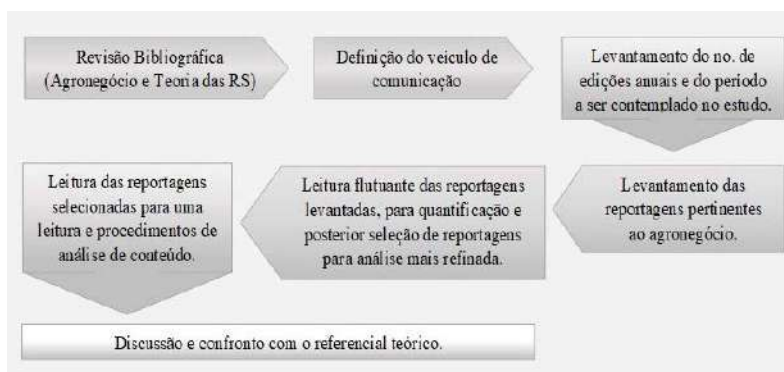 Revisão Bibliográfica
(Agronegócio e Teoria das RS)
Definição do veiculo de
comunicação
Levantamento do no. de
edições anuais e do periodo
a ser contemplado no estudo.
Levantamento das
reportagens pertinentes
ao agronegócio.
Leitura flutuante das reportagens
levantadas, para quantificação e
posterior seleção de reportagens
para análise mais refinada.
Leitura das reportagens
selecionadas para uma
leitura e procedimentos de
análise de conteúdo.
Discussão e confronto com o referencial teórico.